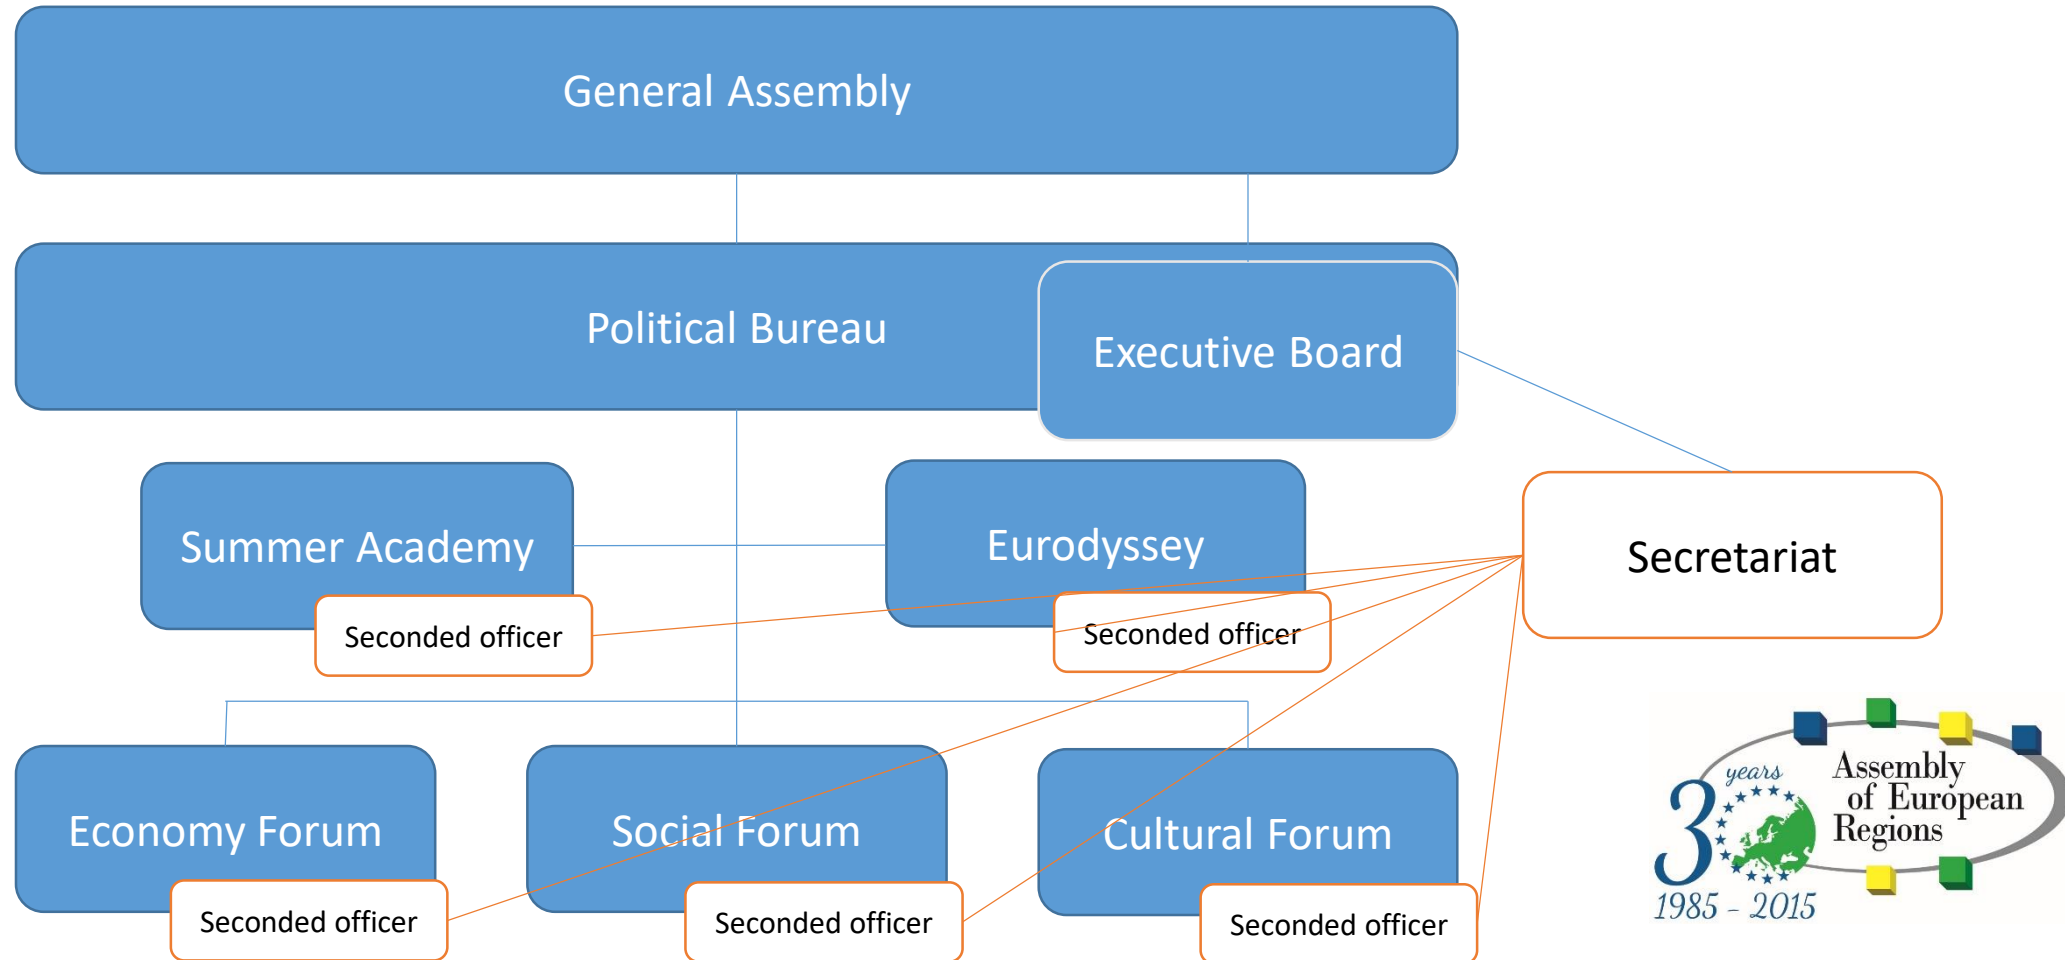 General Assembly
Political Bureau
Executive Board
Summer Academy
Eurodyssey
Secretariat
Seconded officer
Seconded officer
Economy Forum
Social Forum
Cultural Forum
Seconded officer
Seconded officer
Seconded officer
30
years
1985 - 2015
Assembly
of European
Regions